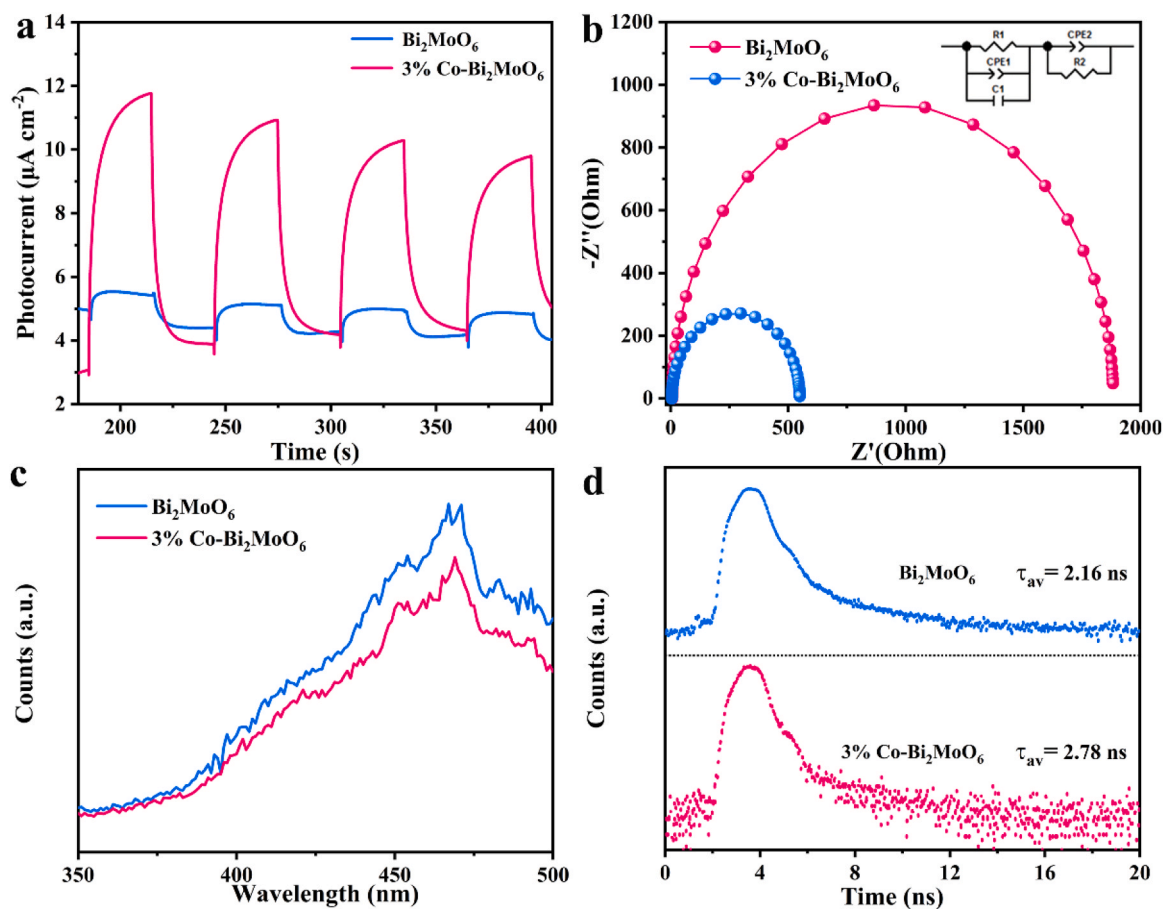 a
14
12
10
8
6
4
2
Photocurrent (μA cm⁻²)
Bi₂MoO₆
3% Co-Bi₂MoO₆
200
250
300
350
400
Time (s)
b
1200
1000
800
600
400
200
0
-Z''(Ohm)
Bi₂MoO₆
3% Co-Bi₂MoO₆
R1
CPE1
C1
CPE2
R2
0
500
1000
1500
2000
Z'(Ohm)
c
Counts (a.u.)
Bi₂MoO₆
3% Co-Bi₂MoO₆
350
400
450
500
Wavelength (nm)
d
Counts (a.u.)
Bi₂MoO₆ τav= 2.16 ns
3% Co-Bi₂MoO₆ τav= 2.78 ns
0
4
8
12
16
20
Time (ns)